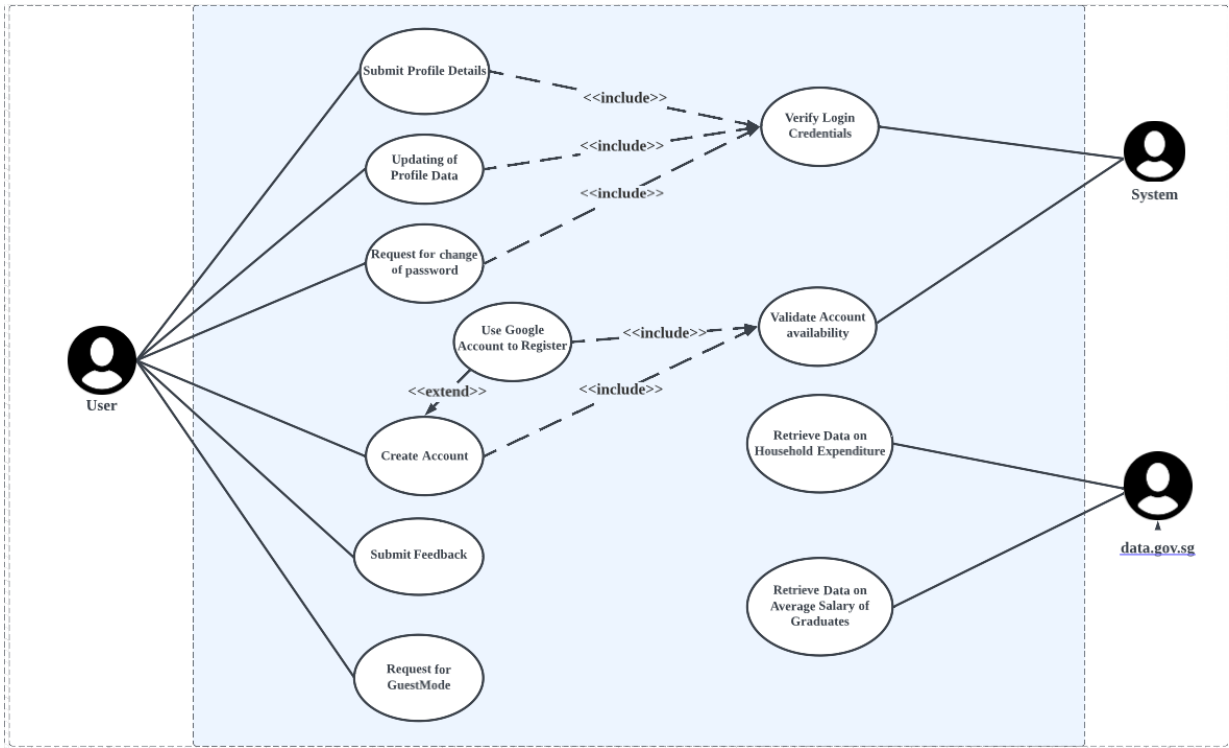 Submit Profile Details
<<include>>
Verify Login
Credentials
Updating of
Profile Data
<<include>>
System
<<include>>
Request for change
of password
Use Google
Account to Register
<<include>>
Validate Account
availability
<<extend>>
<<include>>
User
Create Account
Retrieve Data on
Household Expenditure
Submit Feedback
data.gov.sg
Retrieve Data on
Average Salary of
Graduates
Request for
GuestMode